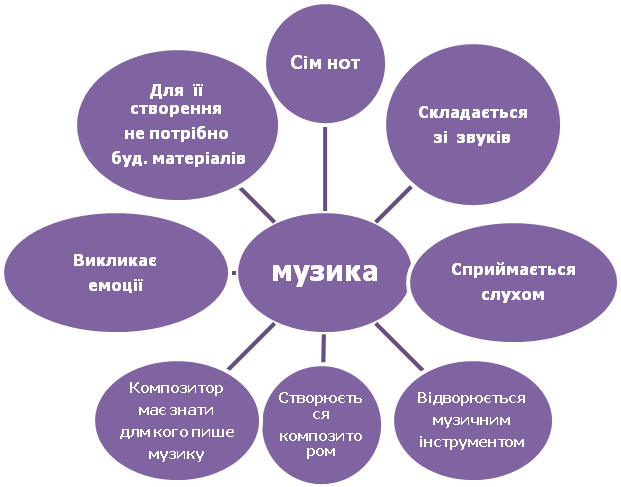 Сім нот
Для її
створення
не потрібно
буд. матеріалів
Складається
зі звуків
Викликає
емоції
музика
Сприймається
слухом
Композитор
має знати
длм кого пише
музику
Створюєть
ся
композито
ром
Відворюється
музичним
інструментом